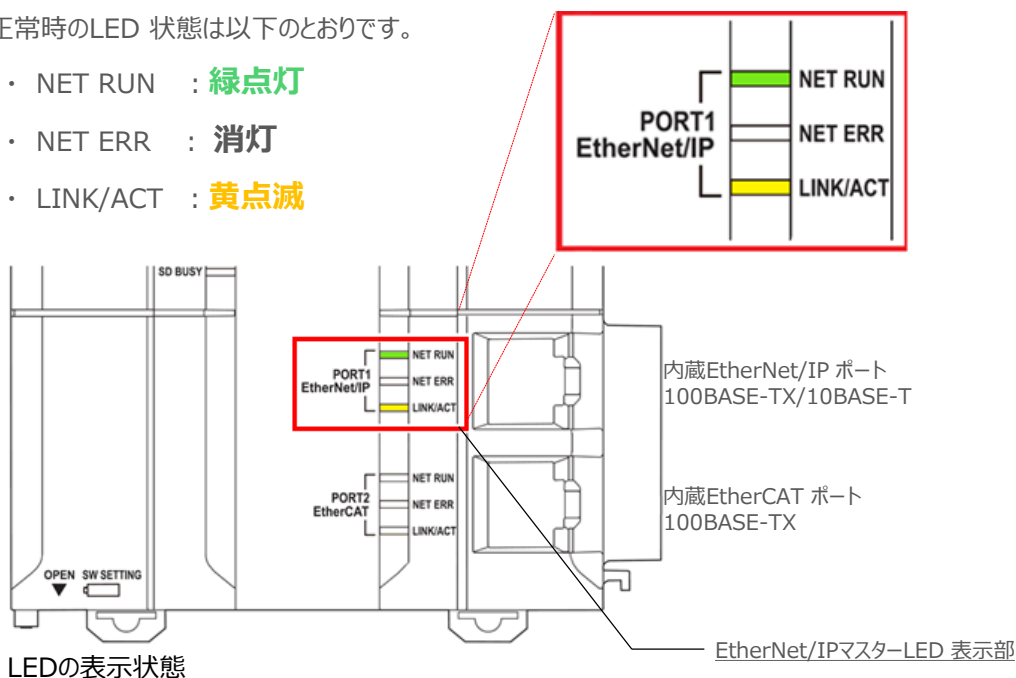 正常時のLED 状態は以下のとおりです。
・ NET RUN : 緑点灯
・ NET ERR : 消灯
・ LINK/ACT : 黄点滅
PORT1
EtherNet/IP
NET RUN
NET ERR
LINK/ACT
SD BUSY
PORT1
EtherNet/IP
NET RUN
NET ERR
LINK/ACT
内蔵EtherNet/IP ポート
100BASE-TX/10BASE-T
PORT2
EtherCAT
NET RUN
NET ERR
LINK/ACT
内蔵EtherCAT ポート
100BASE-TX
OPEN SW SETTING
EtherNet/IPマスターLED 表示部
LEDの表示状態